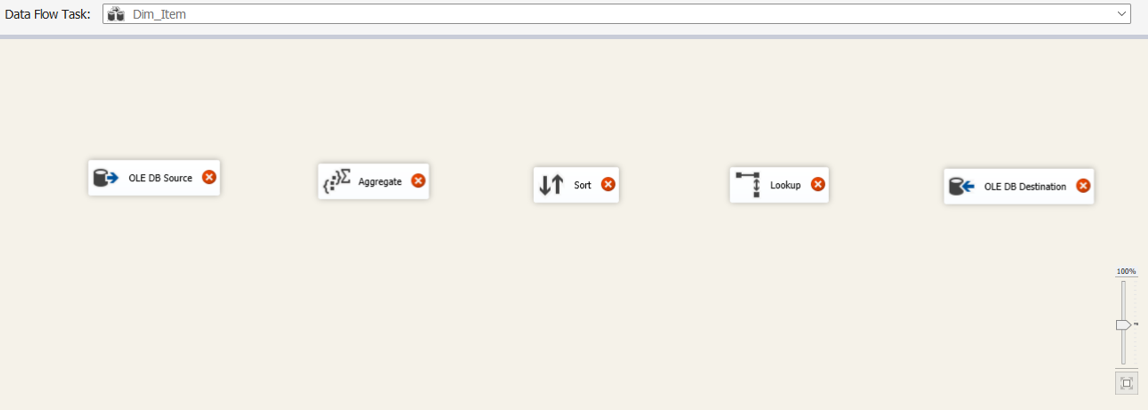 Data Flow Task: Dim_Item
OLE DB Source
Aggregate
Sort
Lookup
OLE DB Destination
100%